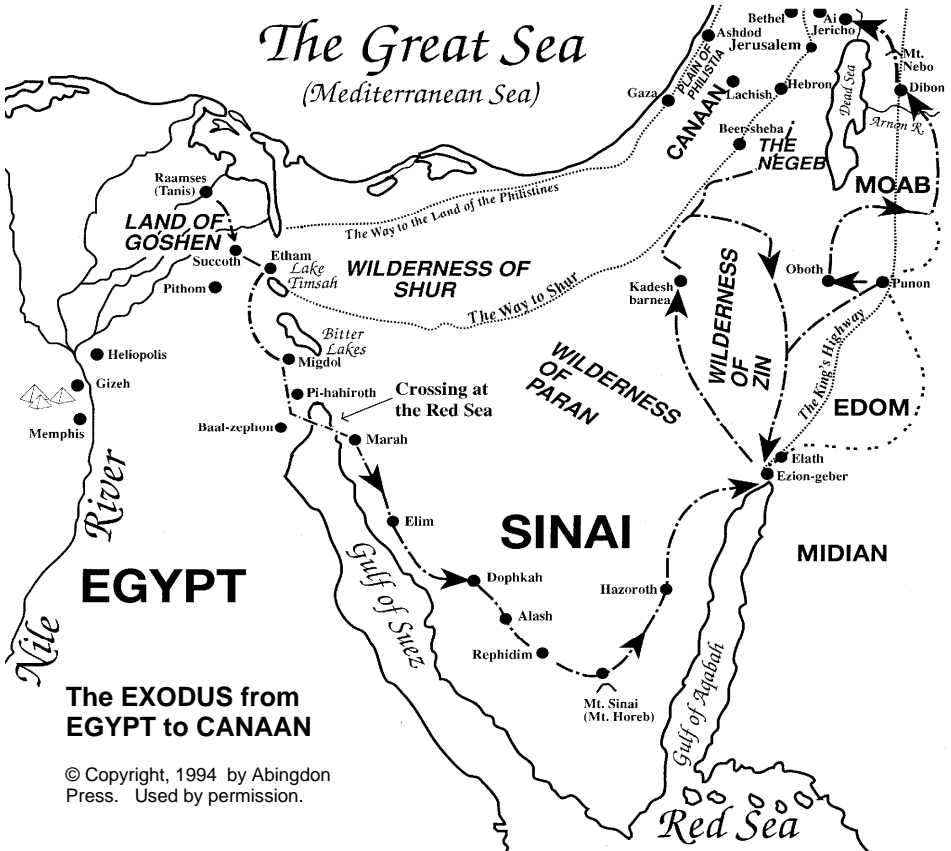 The Great Sea
(Mediterranean Sea)
Bethel
Ai
Jericho
Ashdod
Jerusalem
PLAIN OF
PHILISTIA
Mt.
Nebo
Gaza
CANAAN
Lachish
Hebron
Dead Sea
Dibon
Arnon R.
Beer-sheba
THE
NEGEB
MOAB
Raamses
(Tanis)
The Way to the Land of the Philistines
LAND OF
GOSHEN
Succoth
Etham
Lake
Timsah
WILDERNESS OF
SHUR
Pithom
The Way to Shur
Kadesh
barnea
WILDERNESS
OF
ZIN
Oboth
Punon
Bitter
Lakes
Heliopolis
Migdol
Gizeh
Pi-hahiroth
Crossing at
the Red Sea
WILDERNESS
OF
PARAN
The King's Highway
EDOM
Memphis
Baal-zephon
Marah
Elath
Ezion-geber
Nile
River
Elim
SINAI
MIDIAN
EGYPT
Gulf of Suez
Dophkah
Hazoroth
Alash
Rephidim
Mt. Sinai
(Mt. Horeb)
Gulf of Aqabah
The EXODUS from
EGYPT to CANAAN
© Copyright, 1994 by Abingdon
Press. Used by permission.
Red Sea